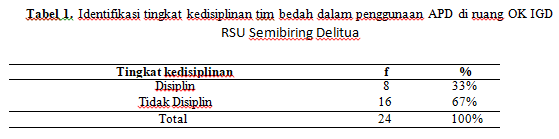 Tabel 1. Identifikasi tingkat kedisiplinan tim bedah dalam penggunaan APD di ruang OK IGD
RSU Semibiring Delitua
Tingkat kedisiplinan f %
Disiplin 8 33%
Tidak Disiplin 16 67%
Total 24 100%